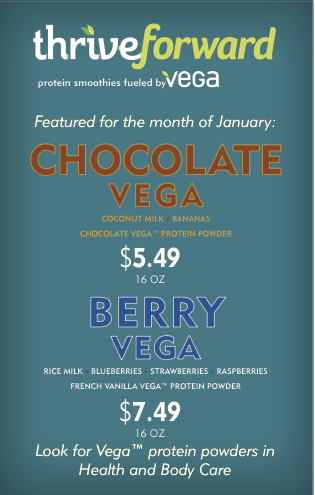 thriveforward
protein smoothies fueled by vega
Featured for the month of January:
CHOCOLATE
VEGA
COCONUT MILK • BANANAS
CHOCOLATE VEGA™ PROTEIN POWDER
$5.49
16 OZ
BERRY
VEGA
RICE MILK • BLUEBERRIES • STRAWBERRIES • RASPBERRIES
FRENCH VANILLA VEGA™ PROTEIN POWDER
$7.49
16 OZ
Look for Vega™ protein powders in
Health and Body Care